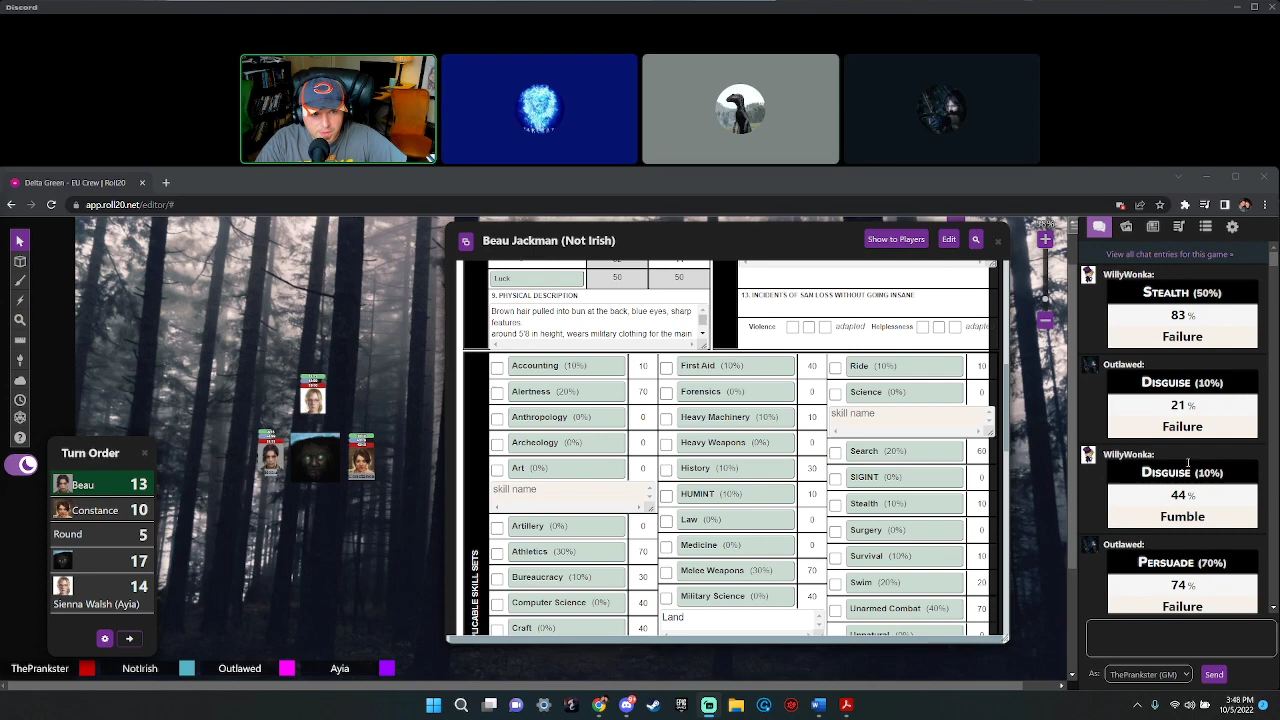 Discord
Delta Green - EU Crew | Roll20
app.roll20.net/editor/#
Beau Jackman (Not Irish)
Show to Players
Edit
Luck
50
50
9. PHYSICAL DESCRIPTION
Brown hair pulled into bun at the back, blue eyes, sharp
features.
around 5'8 in height, wears military clothing for the main
13. INCIDENTS OF SAN LOSS WITHOUT GOING INSANE
Violence
adapted
Helplessness
adapte
PLICABLE SKILL SETS
Accounting (10%) 10
Alertness (20%) 70
Anthropology (0%) 0
Archeology (0%) 0
Art (0%) 0
skill name
Artillery (0%) 0
Athletics (30%) 70
Bureaucracy (10%) 30
Computer Science (0%) 40
Craft (0%) 40
First Aid (10%) 40
Forensics (0%) 0
Heavy Machinery (10%) 10
Heavy Weapons (0%) 0
History (10%) 30
HUMINT (10%) 10
Law (0%) 0
Medicine (0%) 0
Melee Weapons (30%) 70
Military Science (0%) 40
Land
Ride (10%) 10
Science (0%) 0
skill name
Search (20%) 60
SIGINT (0%) 0
Stealth (10%) 10
Surgery (0%) 0
Survival (10%) 10
Swim (20%) 20
Unarmed Combat (40%) 70
Unnatural (0%) 0
Constance
Turn Order
Beau 13
Constance 10
Round 5
17
14
Sienna Walsh (Ayia)
ThePrankster
NotIrish
Outlawed
Ayia
View all chat entries for this game »
WillyWonka:
STEALTH (50%)
83 %
Failure
Outlawed:
DISGUISE (10%)
21 %
Failure
WillyWonka:
DISGUISE (10%)
44 %
Fumble
Outlawed:
PERSUADE (70%)
74 %
Failure
As:
ThePrankster (GM)
Send
3:48 PM
10/5/2022